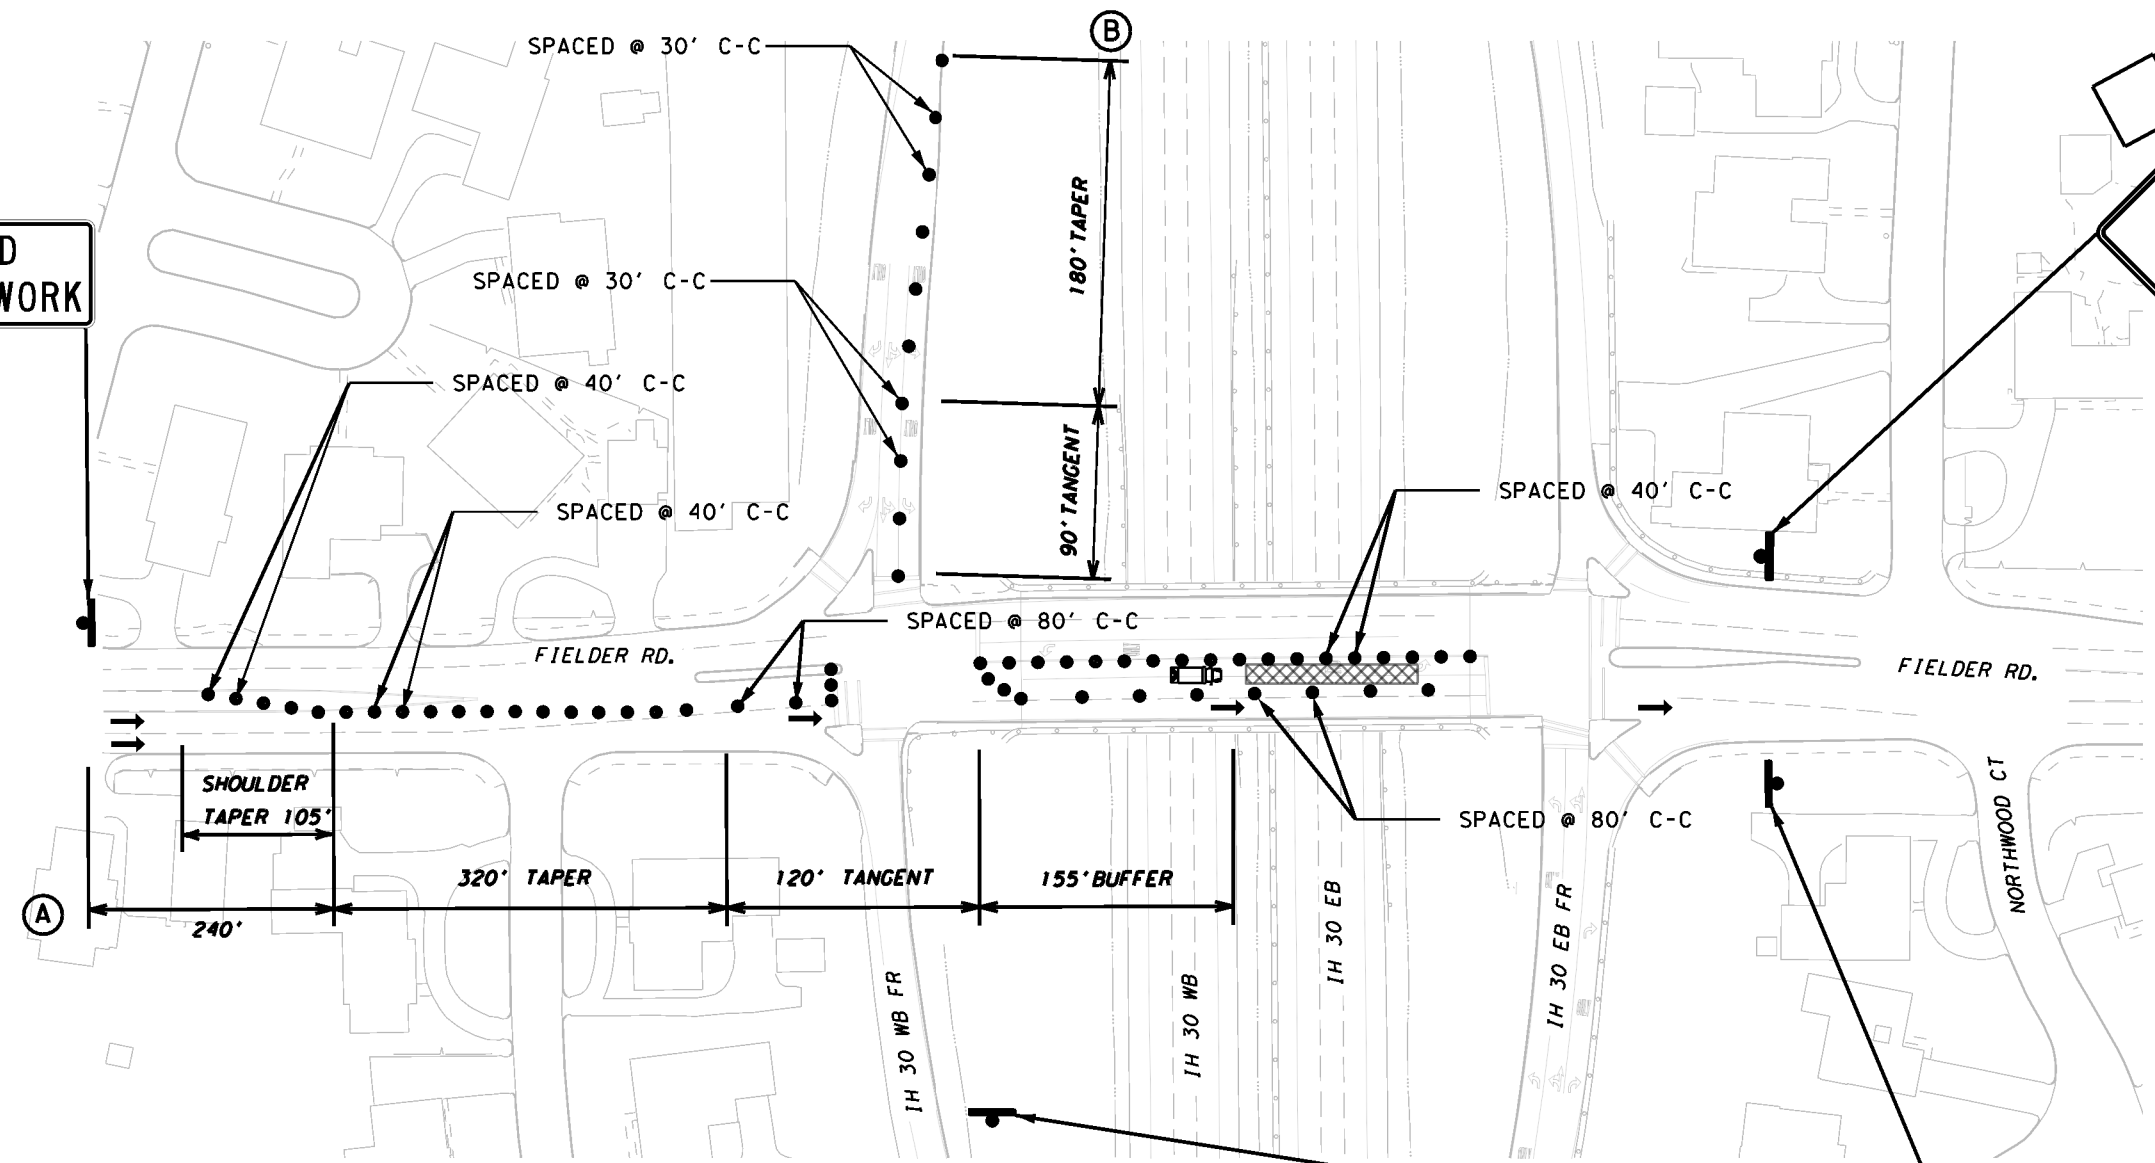 B
SPACED @ 30' C-C
D
WORK
180' TAPER
SPACED @ 30' C-C
SPACED @ 40' C-C
90' TANGENT
SPACED @ 40' C-C
SPACED @ 40' C-C
SPACED @ 80' C-C
FIELDER RD.
FIELDER RD.
SHOULDER
TAPER 105'
SPACED @ 80' C-C
NORTHWOOD CT
320' TAPER
120' TANGENT
155' BUFFER
A
240'
IH 30 WB FR
IH 30 WB
IH 30 EB
IH 30 EB FR